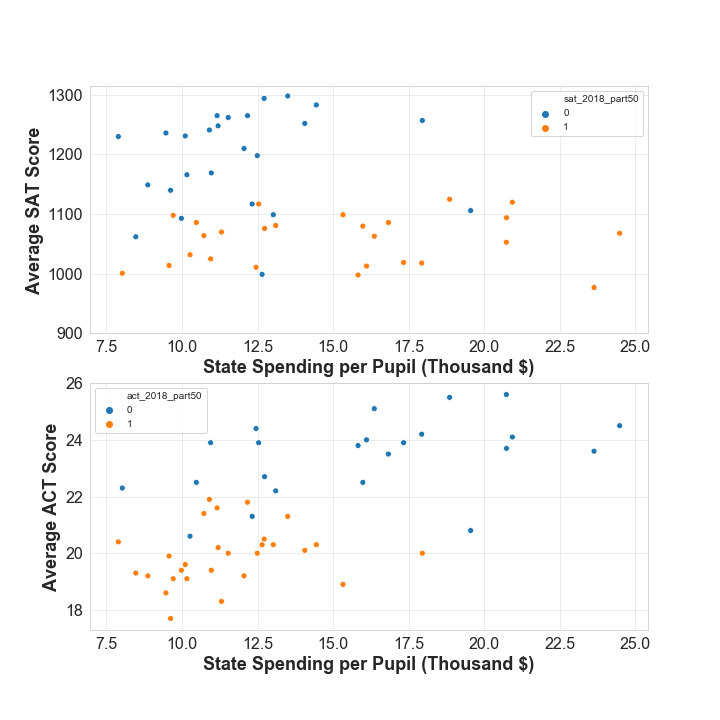 1300
1200
1100
1000
900
Average SAT Score
sat_2018_part50
0
1
7.5 10.0 12.5 15.0 17.5 20.0 22.5 25.0
State Spending per Pupil (Thousand $)
26
24
22
20
18
Average ACT Score
act_2018_part50
0
1
7.5 10.0 12.5 15.0 17.5 20.0 22.5 25.0
State Spending per Pupil (Thousand $)